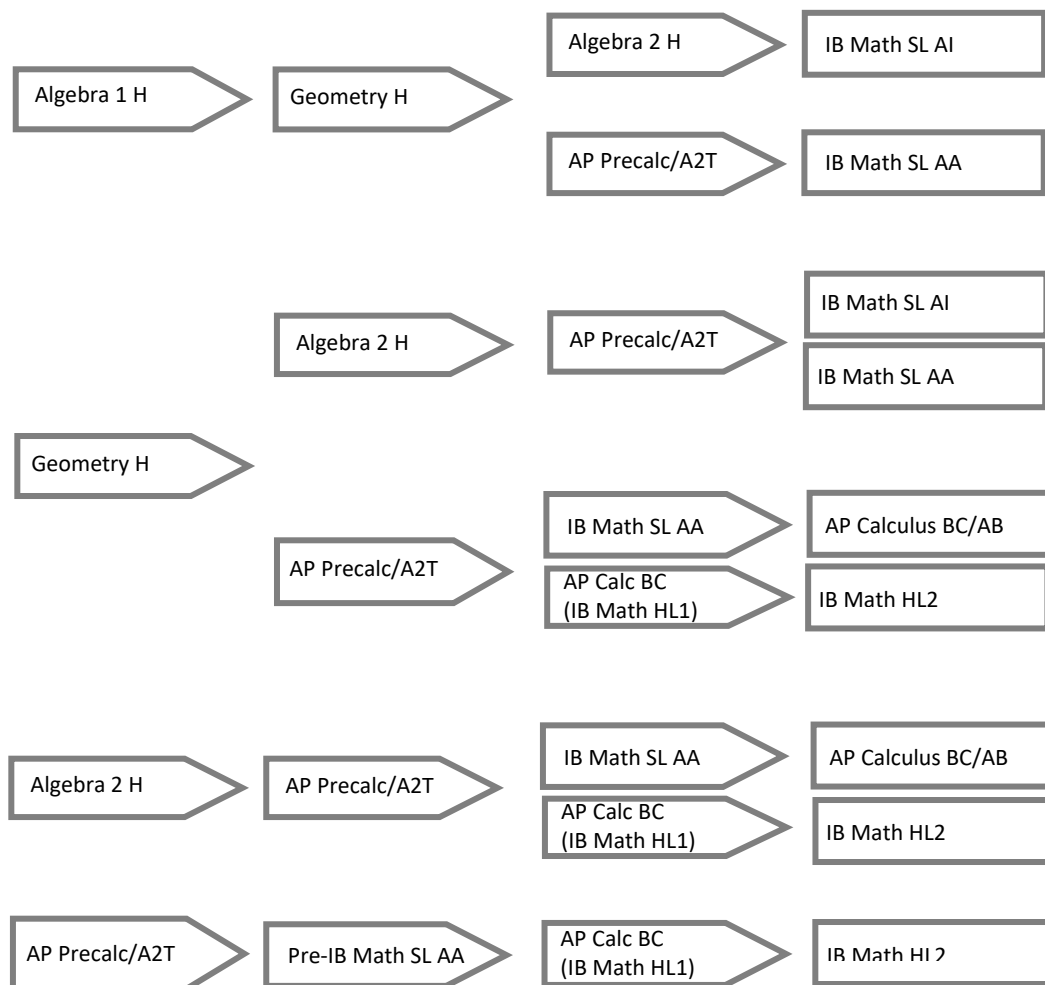 Algebra 2 H
IB Math SL AI
Algebra 1 H
Geometry H
AP Precalc/A2T
IB Math SL AA
IB Math SL AI
Algebra 2 H
AP Precalc/A2T
IB Math SL AA
Geometry H
IB Math SL AA
AP Calculus BC/AB
AP Precalc/A2T
AP Calc BC
(IB Math HL1)
IB Math HL2
Algebra 2 H
AP Precalc/A2T
IB Math SL AA
AP Calculus BC/AB
AP Calc BC
(IB Math HL1)
IB Math HL2
AP Precalc/A2T
Pre-IB Math SL AA
AP Calc BC
(IB Math HL1)
IB Math HL2